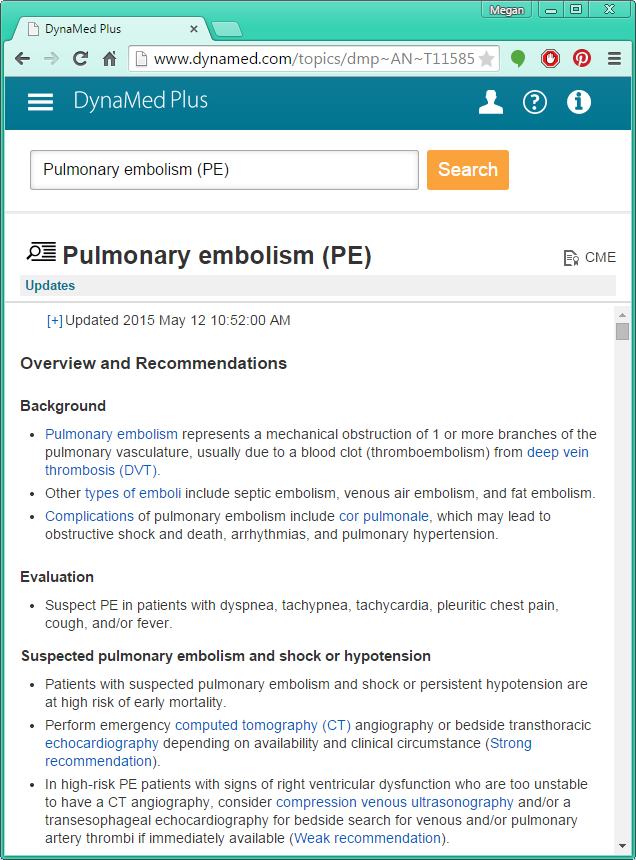 Megan
DynaMed Plus
www.dynamed.com/topics/dmp~AN~T11585
DynaMed Plus
Pulmonary embolism (PE)
Search
Pulmonary embolism (PE)
CME
Updates
[+] Updated 2015 May 12 10:52:00 AM
Overview and Recommendations
Background
• Pulmonary embolism represents a mechanical obstruction of 1 or more branches of the
pulmonary vasculature, usually due to a blood clot (thromboembolism) from deep vein
thrombosis (DVT).
• Other types of emboli include septic embolism, venous air embolism, and fat embolism.
• Complications of pulmonary embolism include cor pulmonale, which may lead to
obstructive shock and death, arrhythmias, and pulmonary hypertension.
Evaluation
• Suspect PE in patients with dyspnea, tachypnea, tachycardia, pleuritic chest pain,
cough, and/or fever.
Suspected pulmonary embolism and shock or hypotension
• Patients with suspected pulmonary embolism and shock or persistent hypotension are
at high risk of early mortality.
• Perform emergency computed tomography (CT) angiography or bedside transthoracic
echocardiography depending on availability and clinical circumstance (Strong
recommendation).
• In high-risk PE patients with signs of right ventricular dysfunction who are too unstable
to have a CT angiography, consider compression venous ultrasonography and/or a
transesophageal echocardiography for bedside search for venous and/or pulmonary
artery thrombi if immediately available (Weak recommendation).